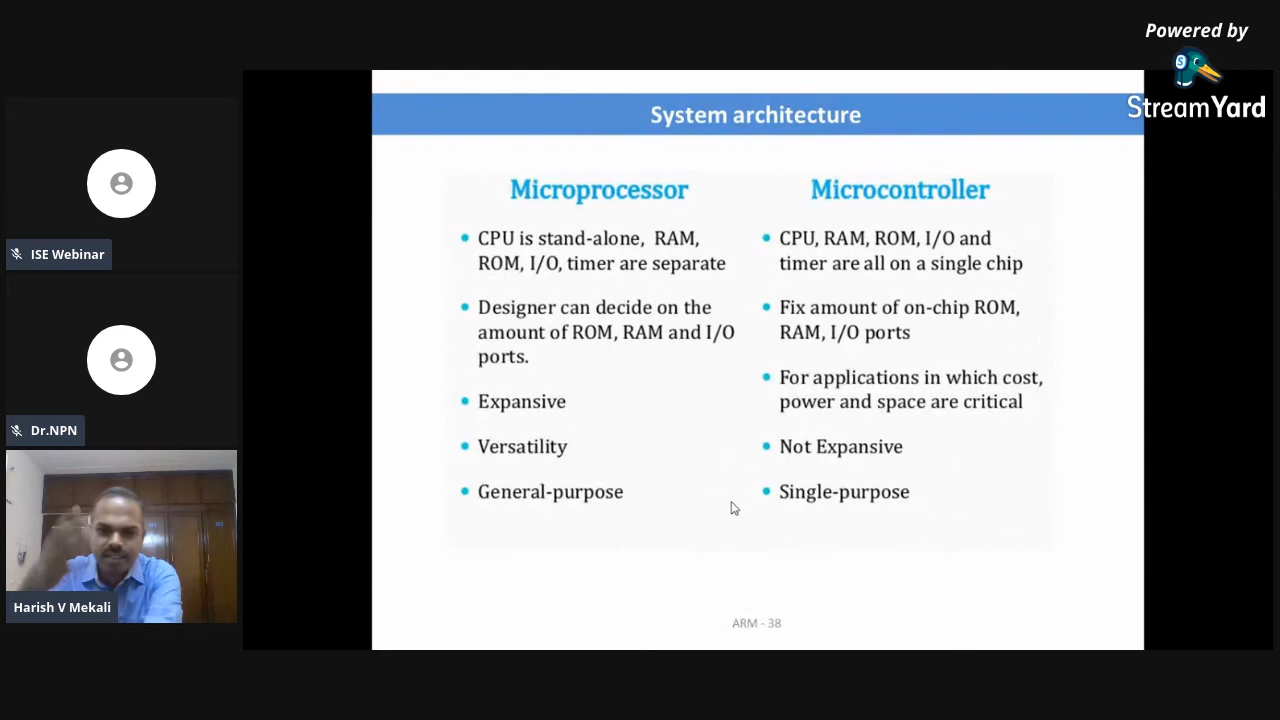 Powered by
StreamYard
System architecture
Microprocessor
CPU is stand-alone, RAM,
ROM, I/O, timer are separate
Designer can decide on the
amount of ROM, RAM and I/O
ports.
Expansive
Versatility
General-purpose
Microcontroller
CPU, RAM, ROM, I/O and
timer are all on a single chip
Fix amount of on-chip ROM,
RAM, I/O ports
For applications in which cost,
power and space are critical
Not Expansive
Single-purpose
ARM - 38
ISE Webinar
Dr.NPN
Harish V Mekali